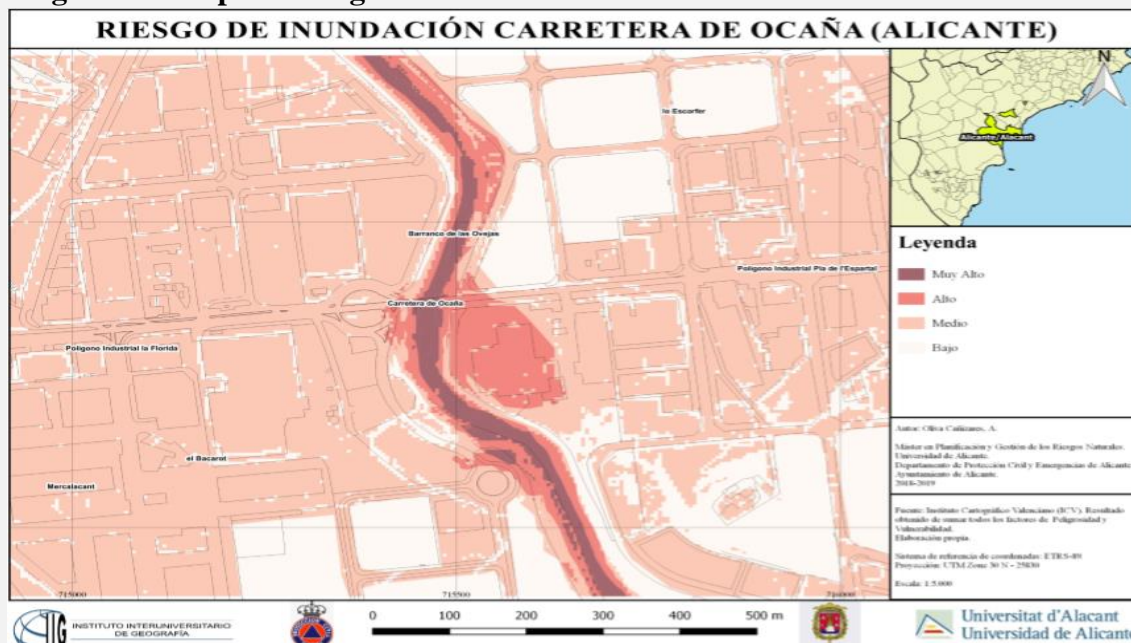 RIESGO DE INUNDACIÓN CARRETERA DE OCAÑA (ALICANTE)
N
Alicante/Alacant
le Escorfer
Barranco de las Ovejas
Polígono Industrial Pla de l'Espartal
Carretera de Ocaña
Polígono Industrial la Florida
el Bacarot
Mercalacant
715000
715500
716000
Leyenda
Muy Alto
Alto
Medio
Bajo
Autor: Oliva Cañizares, A.
Máster en Planificación y Gestión de los Riesgos Naturales.
Universidad de Alicante.
Departamento de Protección Civil y Emergencias de Alicante.
Ayuntamiento de Alicante.
2018-2019
Fuente: Instituto Cartográfico Valenciano (ICV). Resultado
obtenido de sumar todos los factores de Peligrosidad y
Vulnerabilidad.
Elaboración propia.
Sistema de referencia de coordenadas: ETRS-89
Proyección: UTM Zone 30 N - 25830
Escala: 1:5.000
IIG
INSTITUTO INTERUNIVERSITARIO
DE GEOGRAFÍA
0 100 200 300 400 500 m
Universitat d'Alacant
Universidad de Alicante